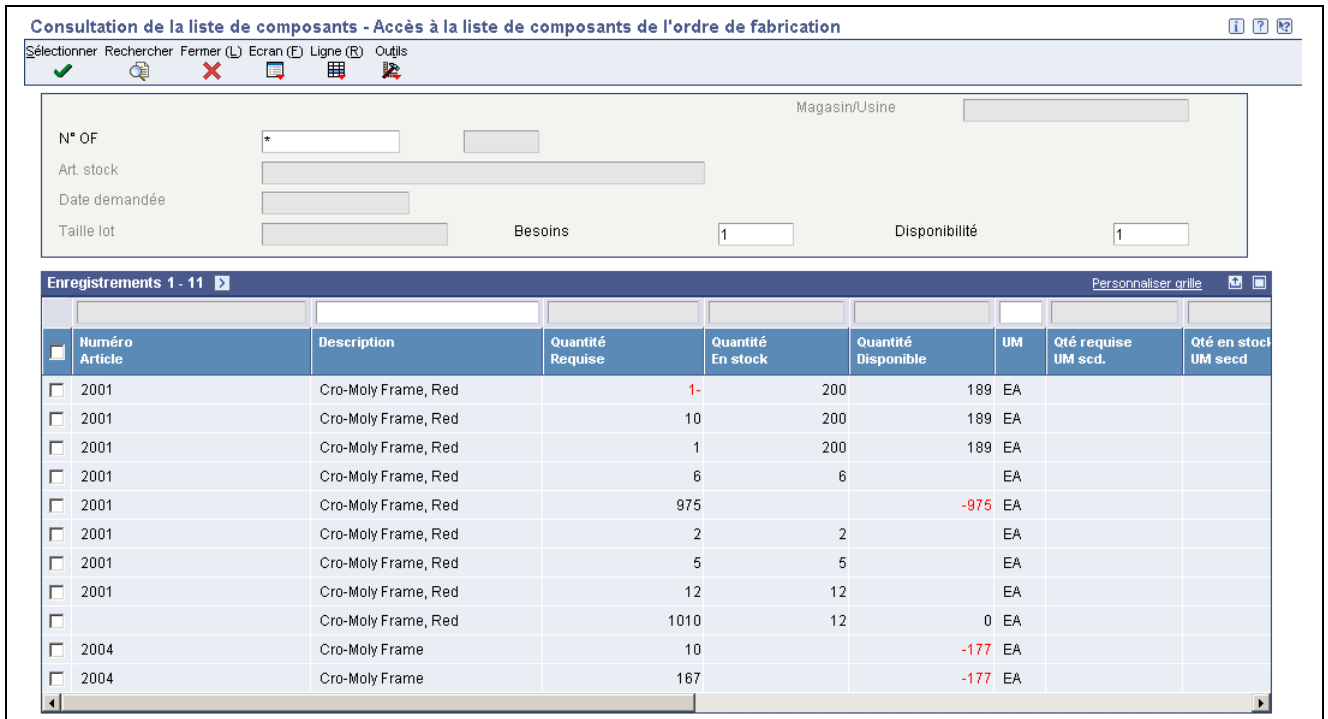 Consultation de la liste de composants - Accès à la liste de composants de l'ordre de fabrication
Sélectionner Rechercher Fermer (L) Ecran (F) Ligne (R) Outils
Magasin/Usine
N° OF *
Art. stock
Date demandée
Taille lot Besoins 1 Disponibilité 1
Enregistrements 1 - 11 Personnaliser grille
Numéro Article Description Quantité Requise Quantité En stock Quantité Disponible UM Qté requise UM scd. Qté en stock UM secd
2001 Cro-Moly Frame, Red 1- 200 189 EA
2001 Cro-Moly Frame, Red 10 200 189 EA
2001 Cro-Moly Frame, Red 1 200 189 EA
2001 Cro-Moly Frame, Red 6 6 EA
2001 Cro-Moly Frame, Red 975 -975 EA
2001 Cro-Moly Frame, Red 2 2 EA
2001 Cro-Moly Frame, Red 5 5 EA
2001 Cro-Moly Frame, Red 12 12 EA
Cro-Moly Frame, Red 1010 12 0 EA
2004 Cro-Moly Frame 10 -177 EA
2004 Cro-Moly Frame 167 -177 EA